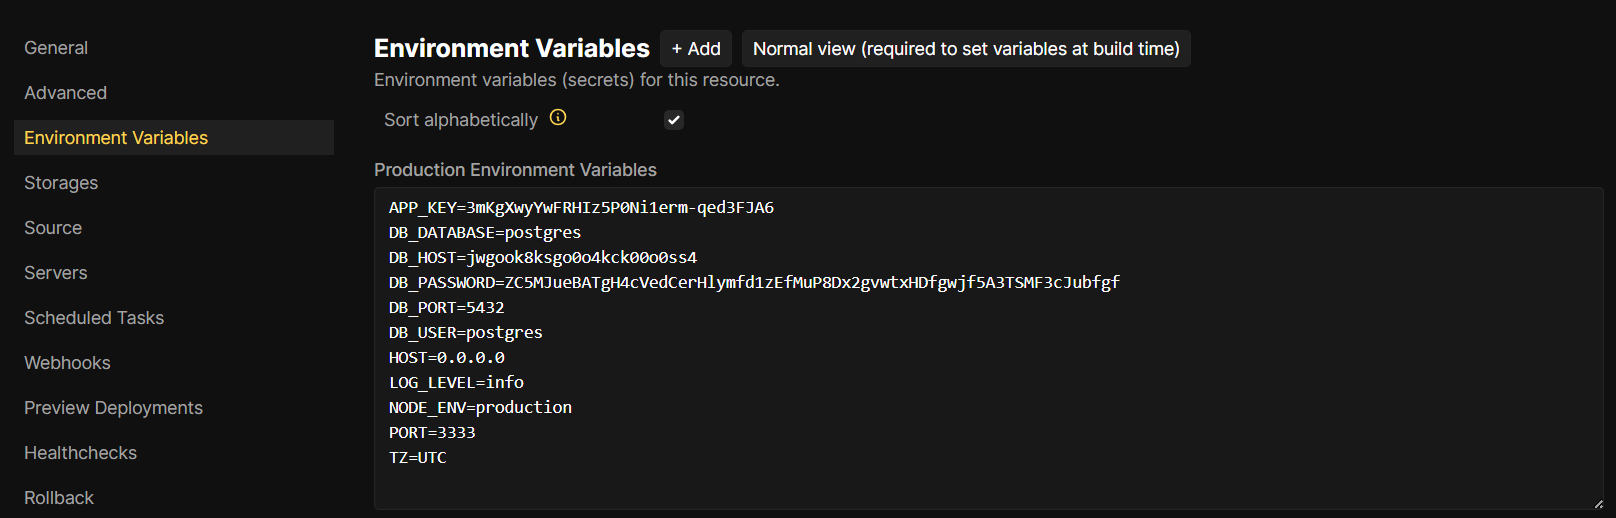 General
Advanced
Environment Variables
Storages
Source
Servers
Scheduled Tasks
Webhooks
Preview Deployments
Healthchecks
Rollback
Environment Variables + Add Normal view (required to set variables at build time)
Environment variables (secrets) for this resource.
Sort alphabetically
Production Environment Variables
APP_KEY=3mKgXwyYwFRHIz5P0Ni1erm-qed3FJA6
DB_DATABASE=postgres
DB_HOST=jwgook8ksgo0o4kck00o0ss4
DB_PASSWORD=ZC5MJueBATgH4cVedCerHlymfd1zEfMuP8Dx2gvwtxHDfgwjf5A3TSMF3cJubfgf
DB_PORT=5432
DB_USER=postgres
HOST=0.0.0.0
LOG_LEVEL=info
NODE_ENV=production
PORT=3333
TZ=UTC